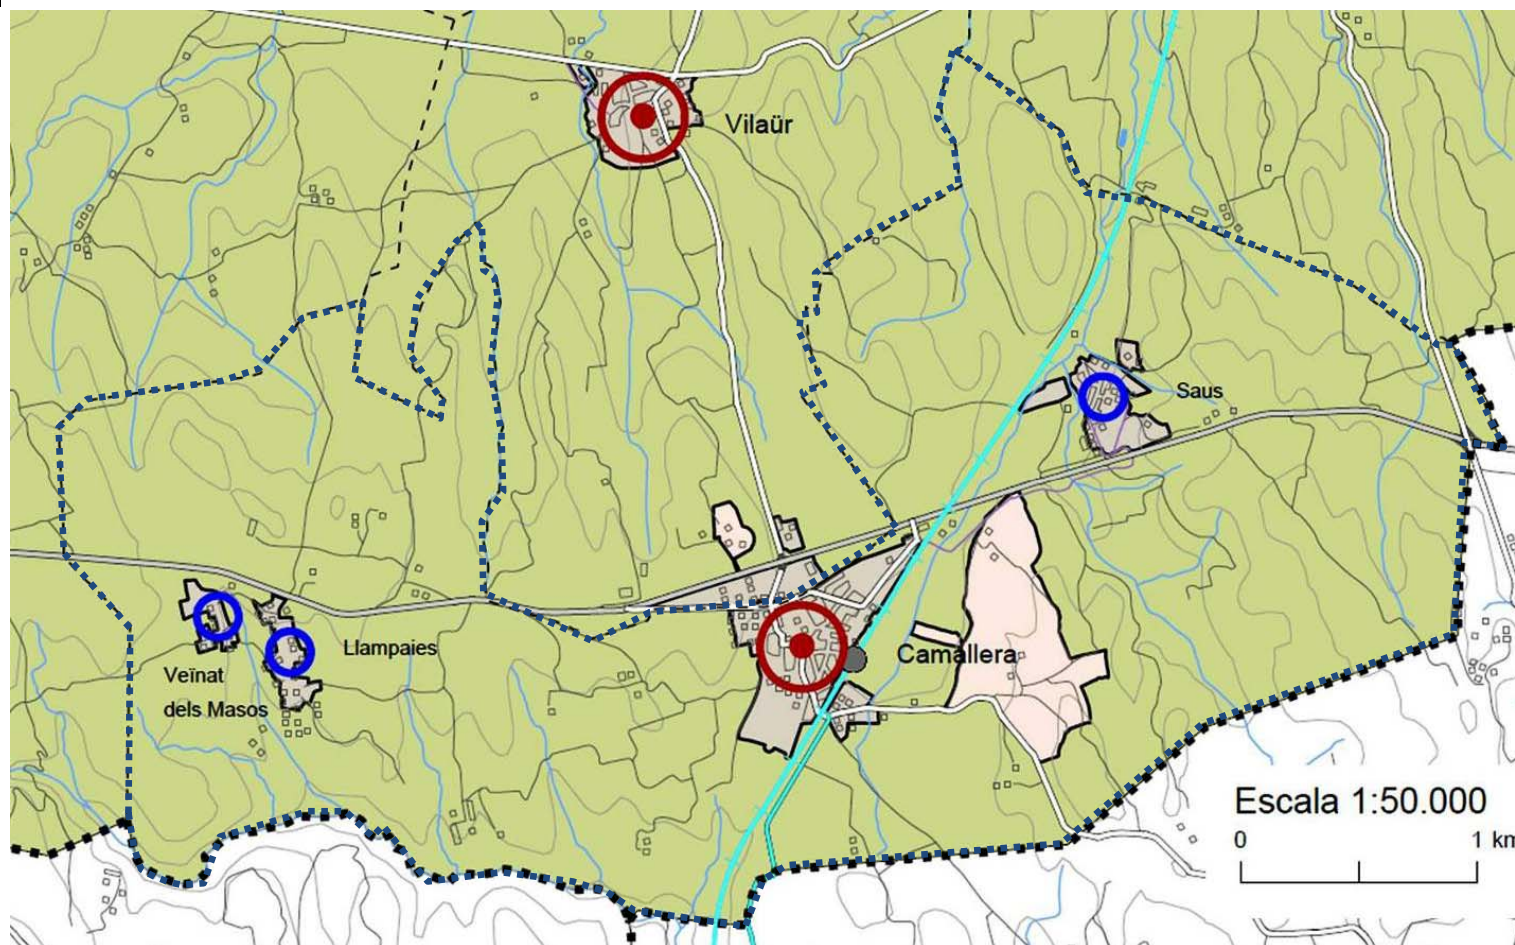 Vilaür
Saus
Camallera
Llampaies
Veïnat
dels Masos
Escala 1:50.000
0 1 km